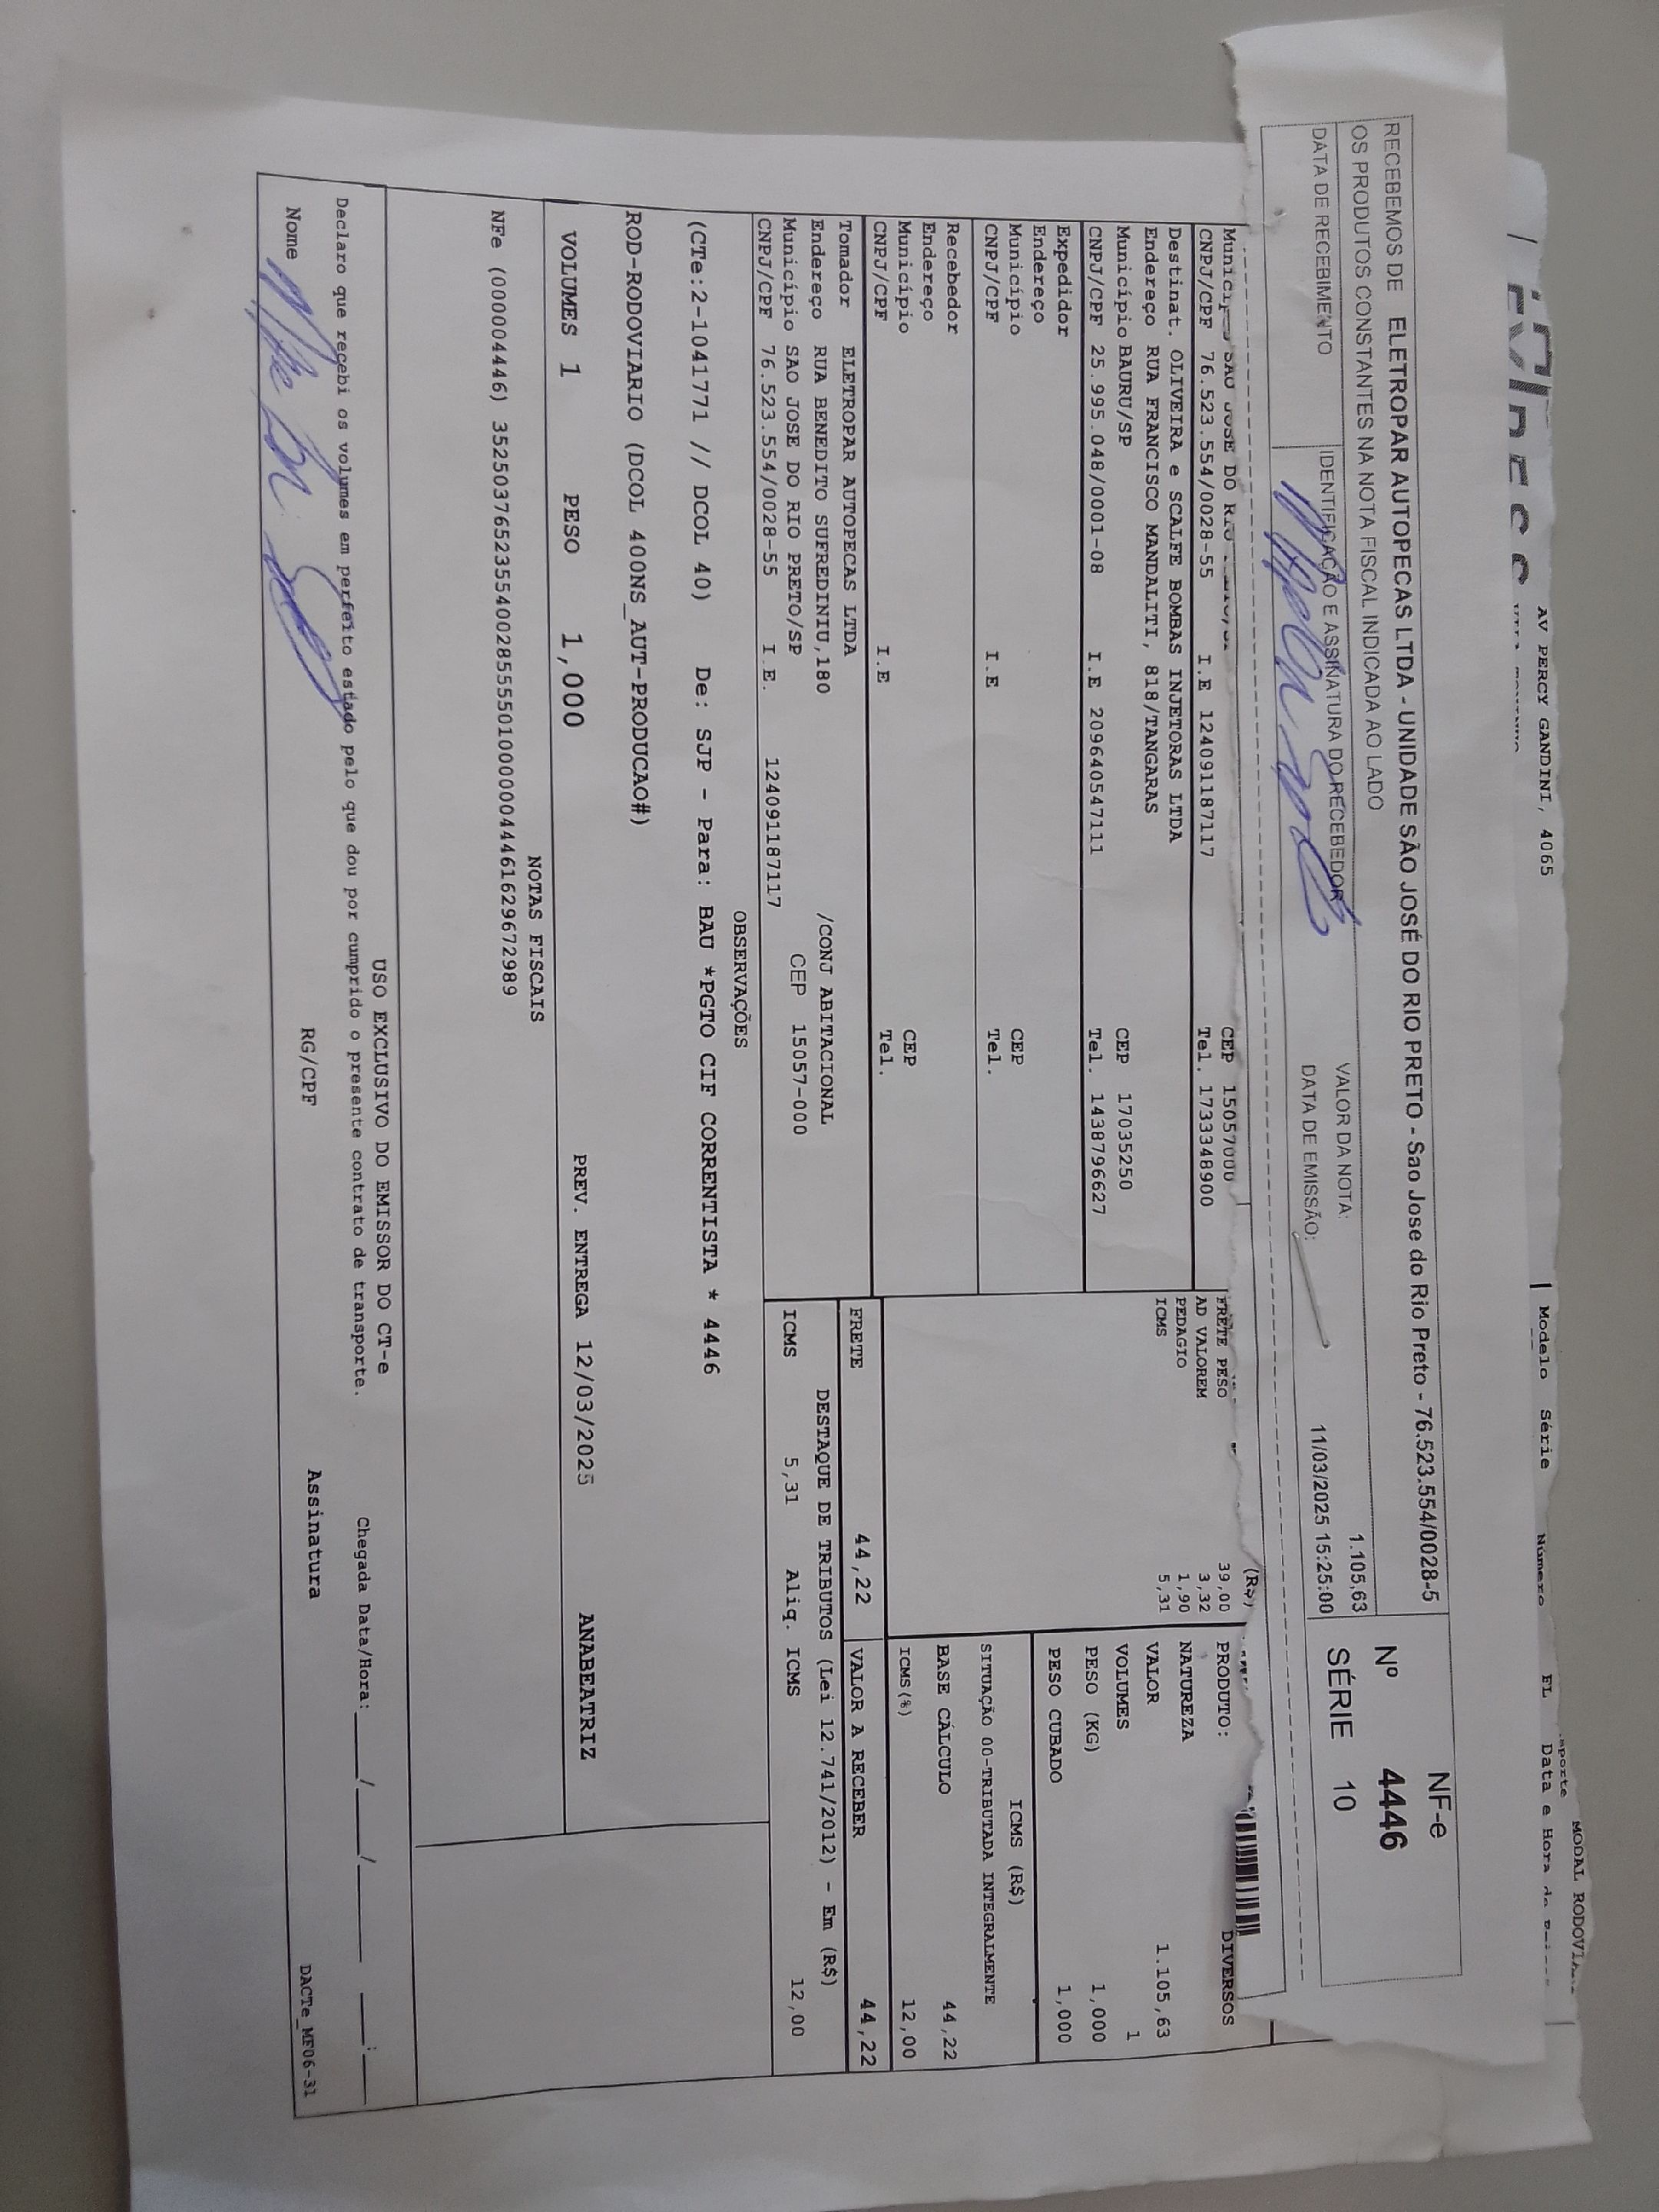 AV PERCY GANDINI, 4065
MODAL RODOVIA
Modelo Série Número FL Data e Hora de
RECEBEMOS DE ELETROPAR AUTOPECAS LTDA - UNIDADE SÃO JOSÉ DO RIO PRETO - Sao Jose do Rio Preto - 76.523.554/0028-5
OS PRODUTOS CONSTANTES NA NOTA FISCAL INDICADA AO LADO
NF-e
Nº 4446
SÉRIE 10
VALOR DA NOTA: 1.105,63
DATA DE EMISSÃO: 11/03/2025 15:25:00
DATA DE RECEBIMENTO
IDENTIFICAÇÃO E ASSINATURA DO RECEBEDOR
CEP 15057000
CNPJ/CPF 76.523.554/0028-55 I.E 124091187117 Tel. 1733348900
Destinat. OLIVEIRA e SCALFE BOMBAS INJETORAS LTDA
Endereço RUA FRANCISCO MANDALITI, 818/TANGARAS
Município BAURU/SP CEP 17035250
CNPJ/CPF 25.995.048/0001-08 I.E 209640547111 Tel. 1438796627
Expedidor
Endereço
Município CEP
CNPJ/CPF I.E Tel.
Recebedor
Endereço
Município CEP
CNPJ/CPF I.E Tel.
Tomador ELETROPAR AUTOPECAS LTDA
Endereço RUA BENEDITO SUFREDINIU,180 /CONJ ABITACIONAL
Município SAO JOSE DO RIO PRETO/SP CEP 15057-000
CNPJ/CPF 76.523.554/0028-55 I.E. 124091187117
(R$)
FRETE PESO 39,00
AD VALOREM 3,32
PEDAGIO 1,90
ICMS 5,31
PRODUTO: DIVERSOS
NATUREZA
VALOR 1.105,63
VOLUMES 1
PESO (KG) 1,000
PESO CUBADO 1,000
ICMS (R$)
SITUAÇÃO 00-TRIBUTADA INTEGRALMENTE
BASE CÁLCULO 44,22
ICMS(%) 12,00
FRETE 44,22 VALOR A RECEBER 44,22
DESTAQUE DE TRIBUTOS (Lei 12.741/2012) - Em (R$)
ICMS 5,31 Aliq. ICMS 12,00
OBSERVAÇÕES
(CTe:2-1041771 // DCOL 40) De: SJP - Para: BAU *PGTO CIF CORRENTISTA * 4446
ROD-RODOVIARIO (DCOL 400NS_AUT-PRODUCAO#)
VOLUMES 1 PESO 1,000 PREV. ENTREGA 12/03/2025 ANABEATRIZ
NOTAS FISCAIS
NFe (000004446) 35250376523554002855550100000044461629672989
USO EXCLUSIVO DO EMISSOR DO CT-e
Declaro que recebi os volumes em perfeito estado pelo que dou por cumprido o presente contrato de transporte. Chegada Data/Hora: ___/___/_____ ___:___
Nome RG/CPF Assinatura
DACTe_MF06-31